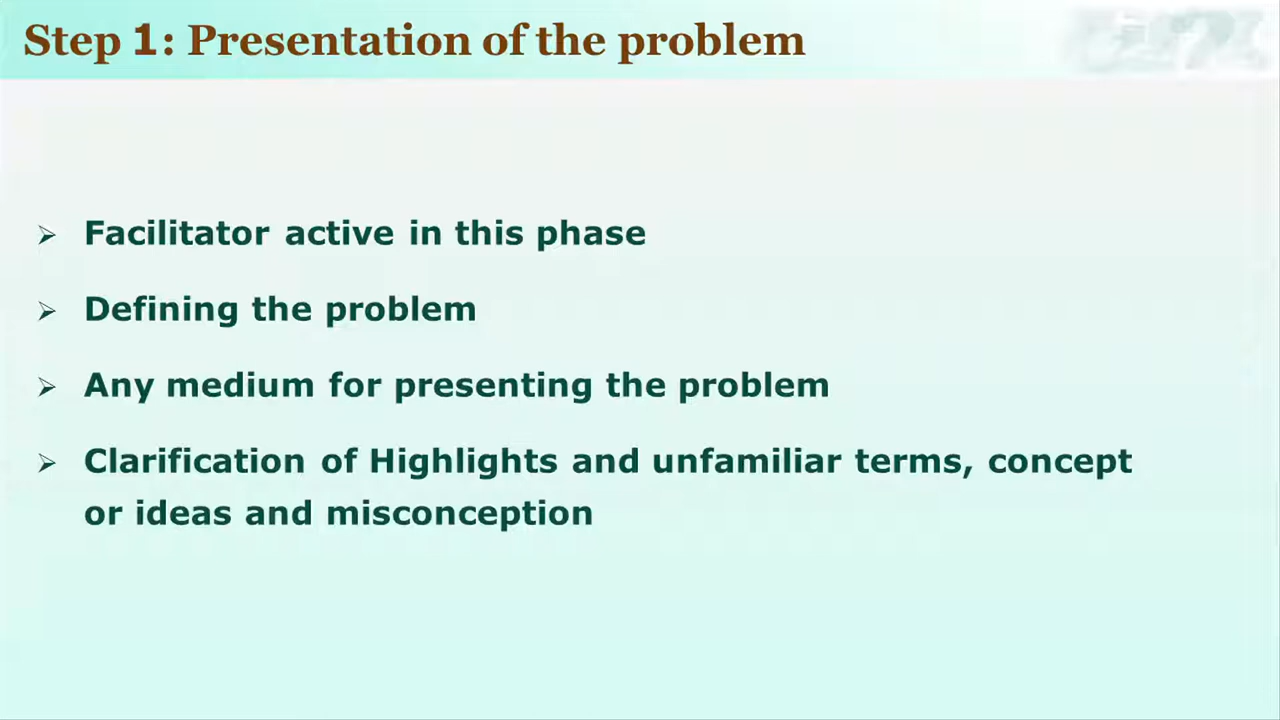 Step 1: Presentation of the problem
Facilitator active in this phase
Defining the problem
Any medium for presenting the problem
Clarification of Highlights and unfamiliar terms, concept
or ideas and misconception